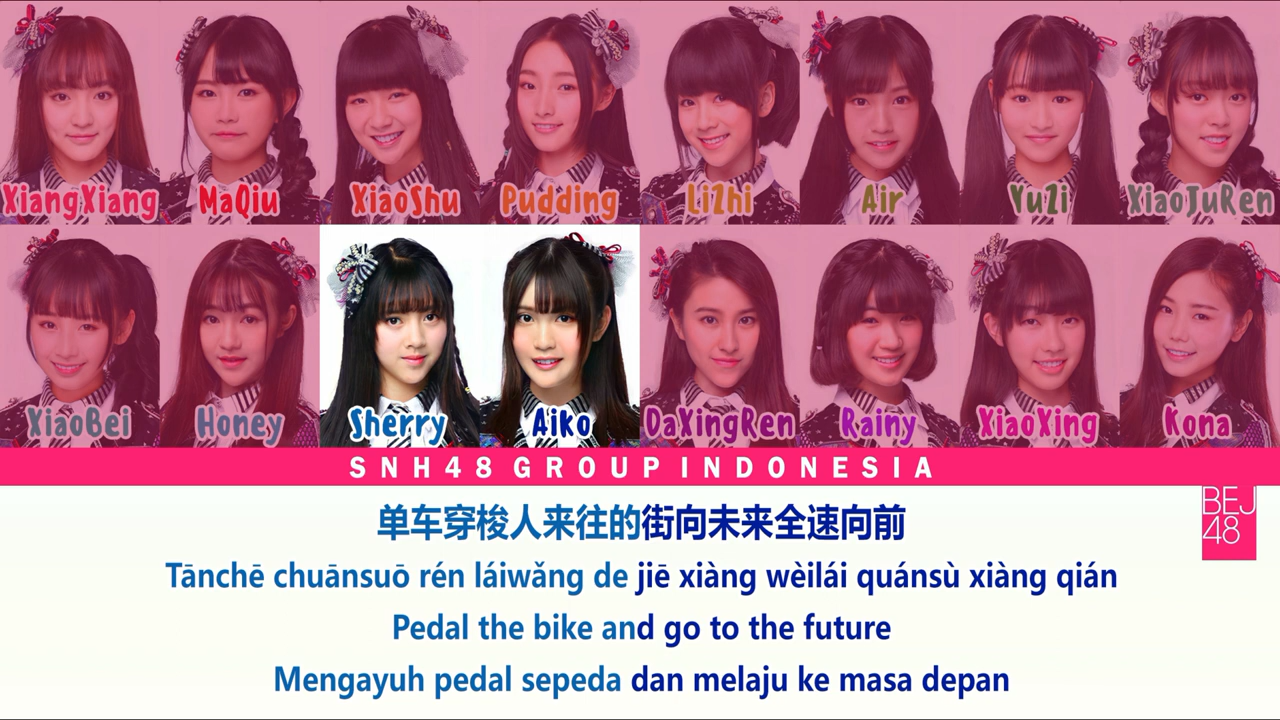 XiangXiang MaQiu XiaoShu Pudding LiZhi Air YuZi XiaoJuRen
XiaoBei Honey Sherry Aiko DaXingRen Rainy XiaoXing Kona
SNH48 GROUP INDONESIA
BEJ
48
单车穿梭人来往的街向未来全速向前
Tānchē chuānsuō rén láiwǎng de jiē xiàng wèilái quánsù xiàng qián
Pedal the bike and go to the future
Mengayuh pedal sepeda dan melaju ke masa depan